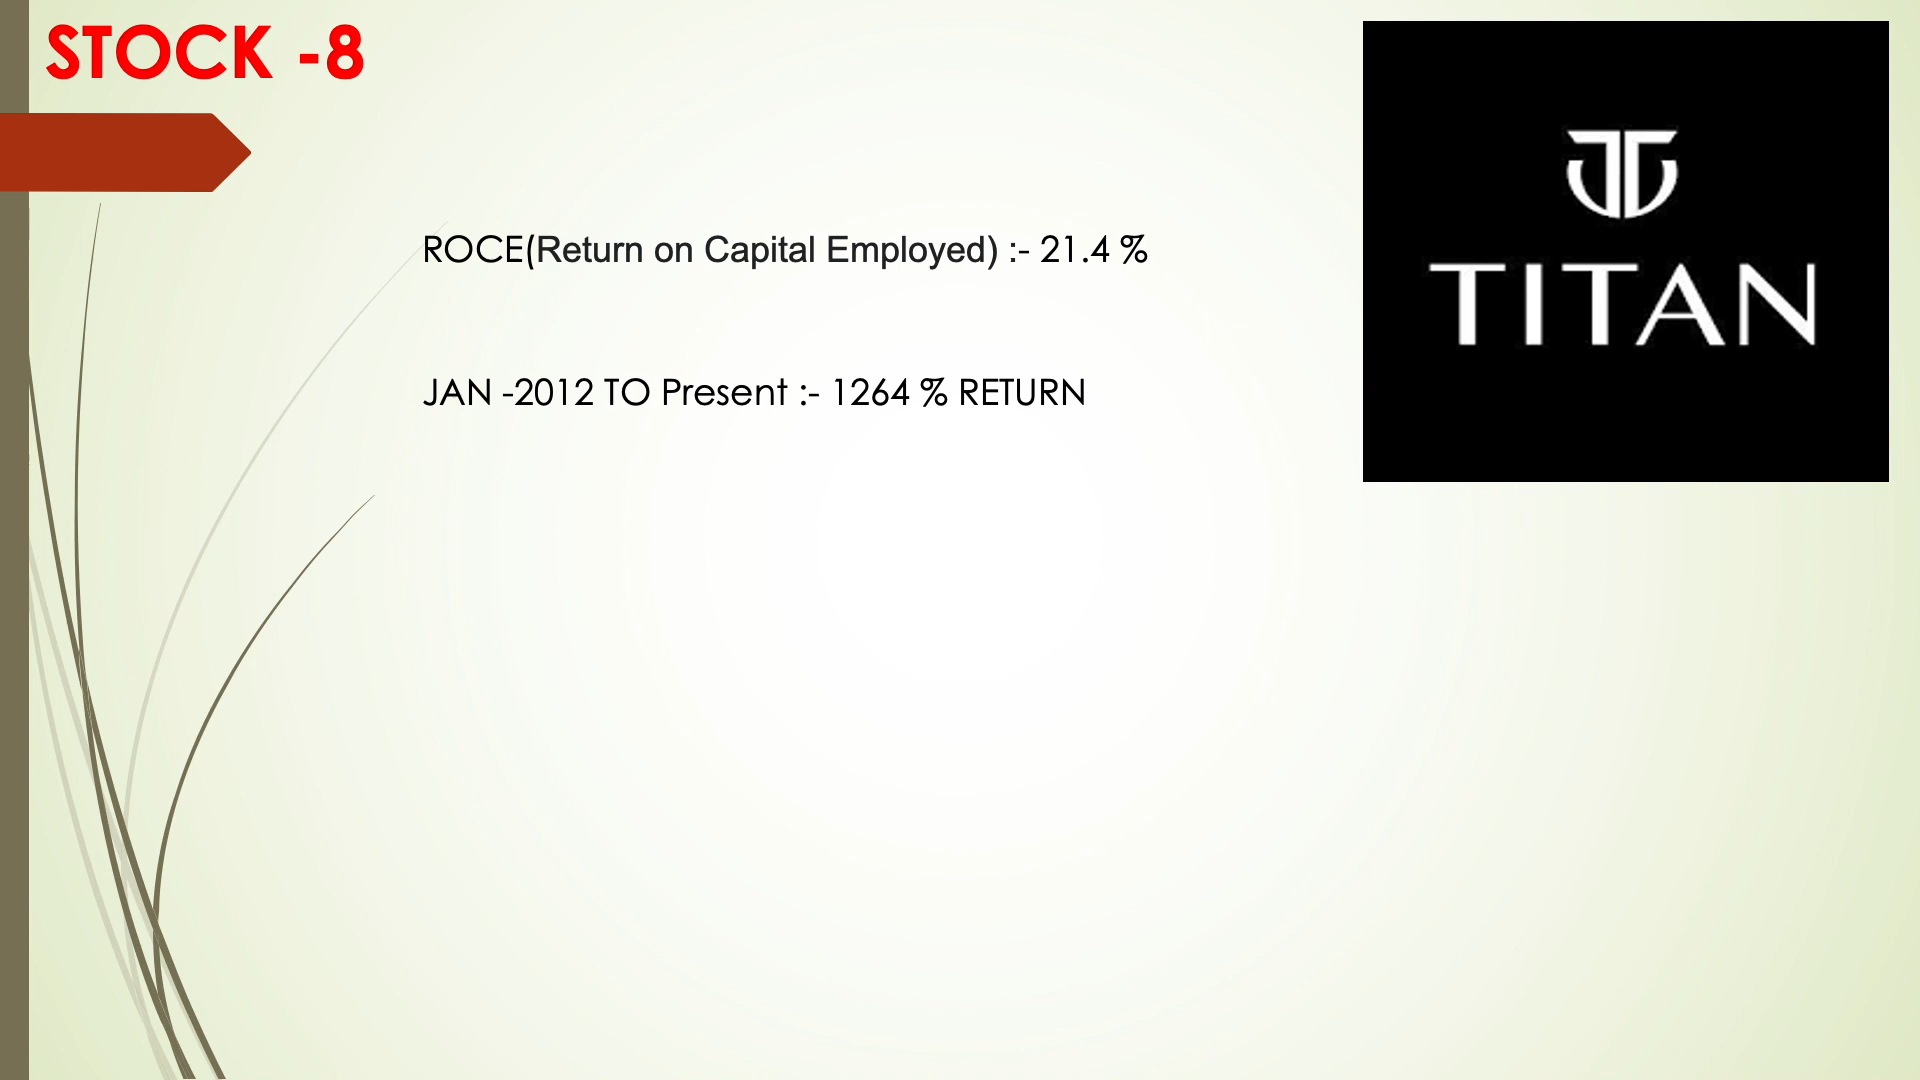 STOCK -8
TITAN
ROCE(Return on Capital Employed) :- 21.4 %
JAN -2012 TO Present :- 1264 % RETURN